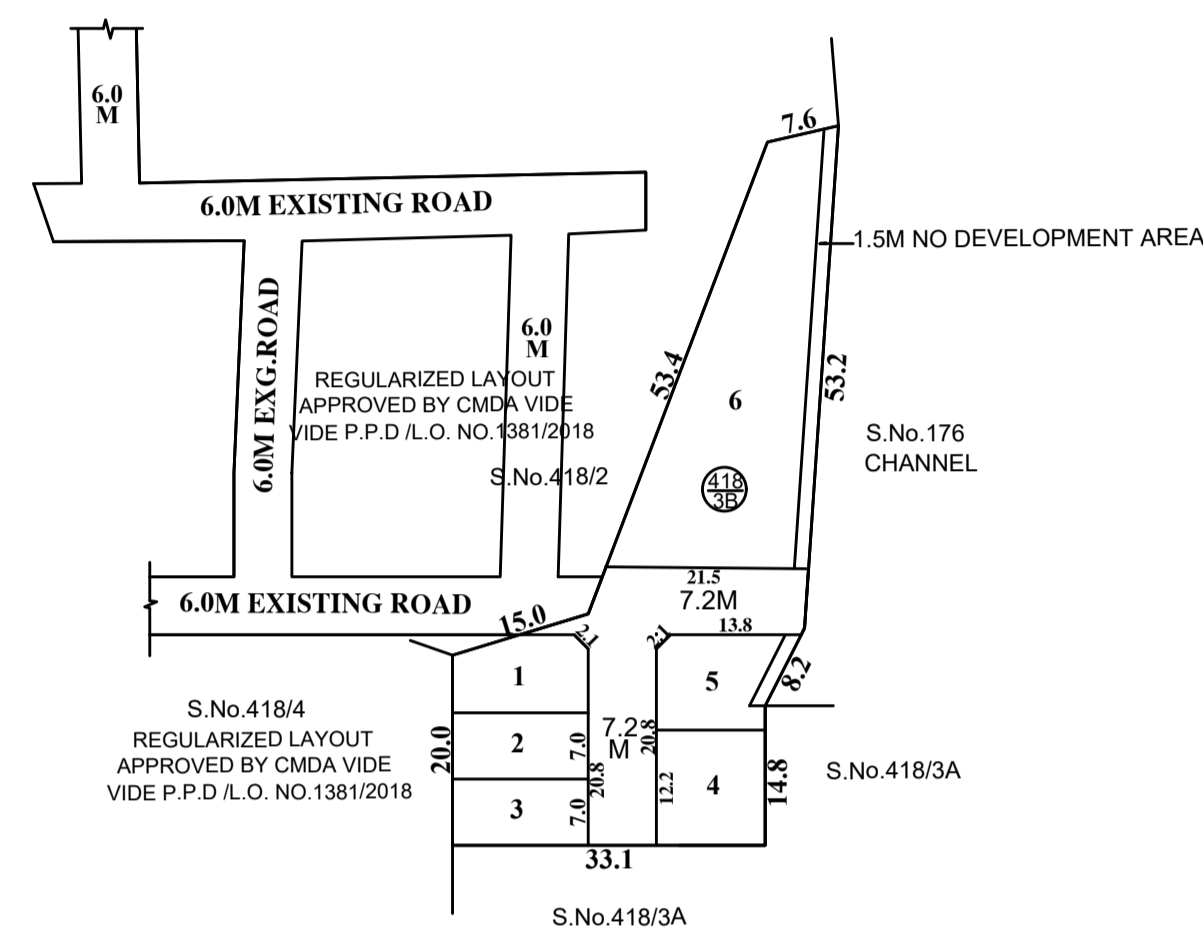 6.0
M
7.6
6.0M EXISTING ROAD
1.5M NO DEVELOPMENT AREA
6.0M EXG.ROAD
6.0
M
REGULARIZED LAYOUT
APPROVED BY CMDA VIDE
VIDE P.P.D /L.O. NO.1381/2018
S.No.418/2
53.4
6
53.2
S.No.176
CHANNEL
418
3B
21.5
7.2M
6.0M EXISTING ROAD
15.0
13.8
2.1
2.1
1
5
8.2
S.No.418/4
REGULARIZED LAYOUT
APPROVED BY CMDA VIDE
VIDE P.P.D /L.O. NO.1381/2018
20.0
2
7.0
7.2
M
20.8
20.8
3
7.0
12.2
4
14.8
S.No.418/3A
33.1
S.No.418/3A